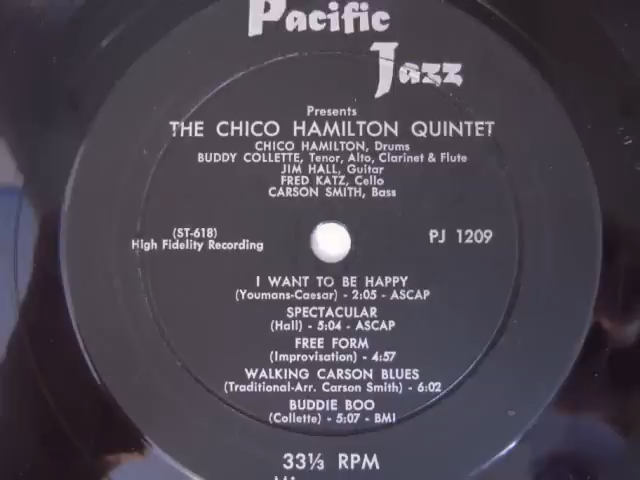 Pacific
Jazz
Presents
THE CHICO HAMILTON QUINTET
CHICO HAMILTON, Drums
BUDDY COLLETTE, Tenor, Alto, Clarinet & Flute
JIM HALL, Guitar
FRED KATZ, Cello
CARSON SMITH, Bass
(ST-618)
High Fidelity Recording
PJ 1209
I WANT TO BE HAPPY
(Youmans-Caesar) - 2:05 - ASCAP
SPECTACULAR
(Hall) - 5:04 - ASCAP
FREE FORM
(Improvisation) - 4:57
WALKING CARSON BLUES
(Traditional-Arr. Carson Smith) - 6:02
BUDDIE BOO
(Collette) - 5:07 - BMI
33⅓ RPM